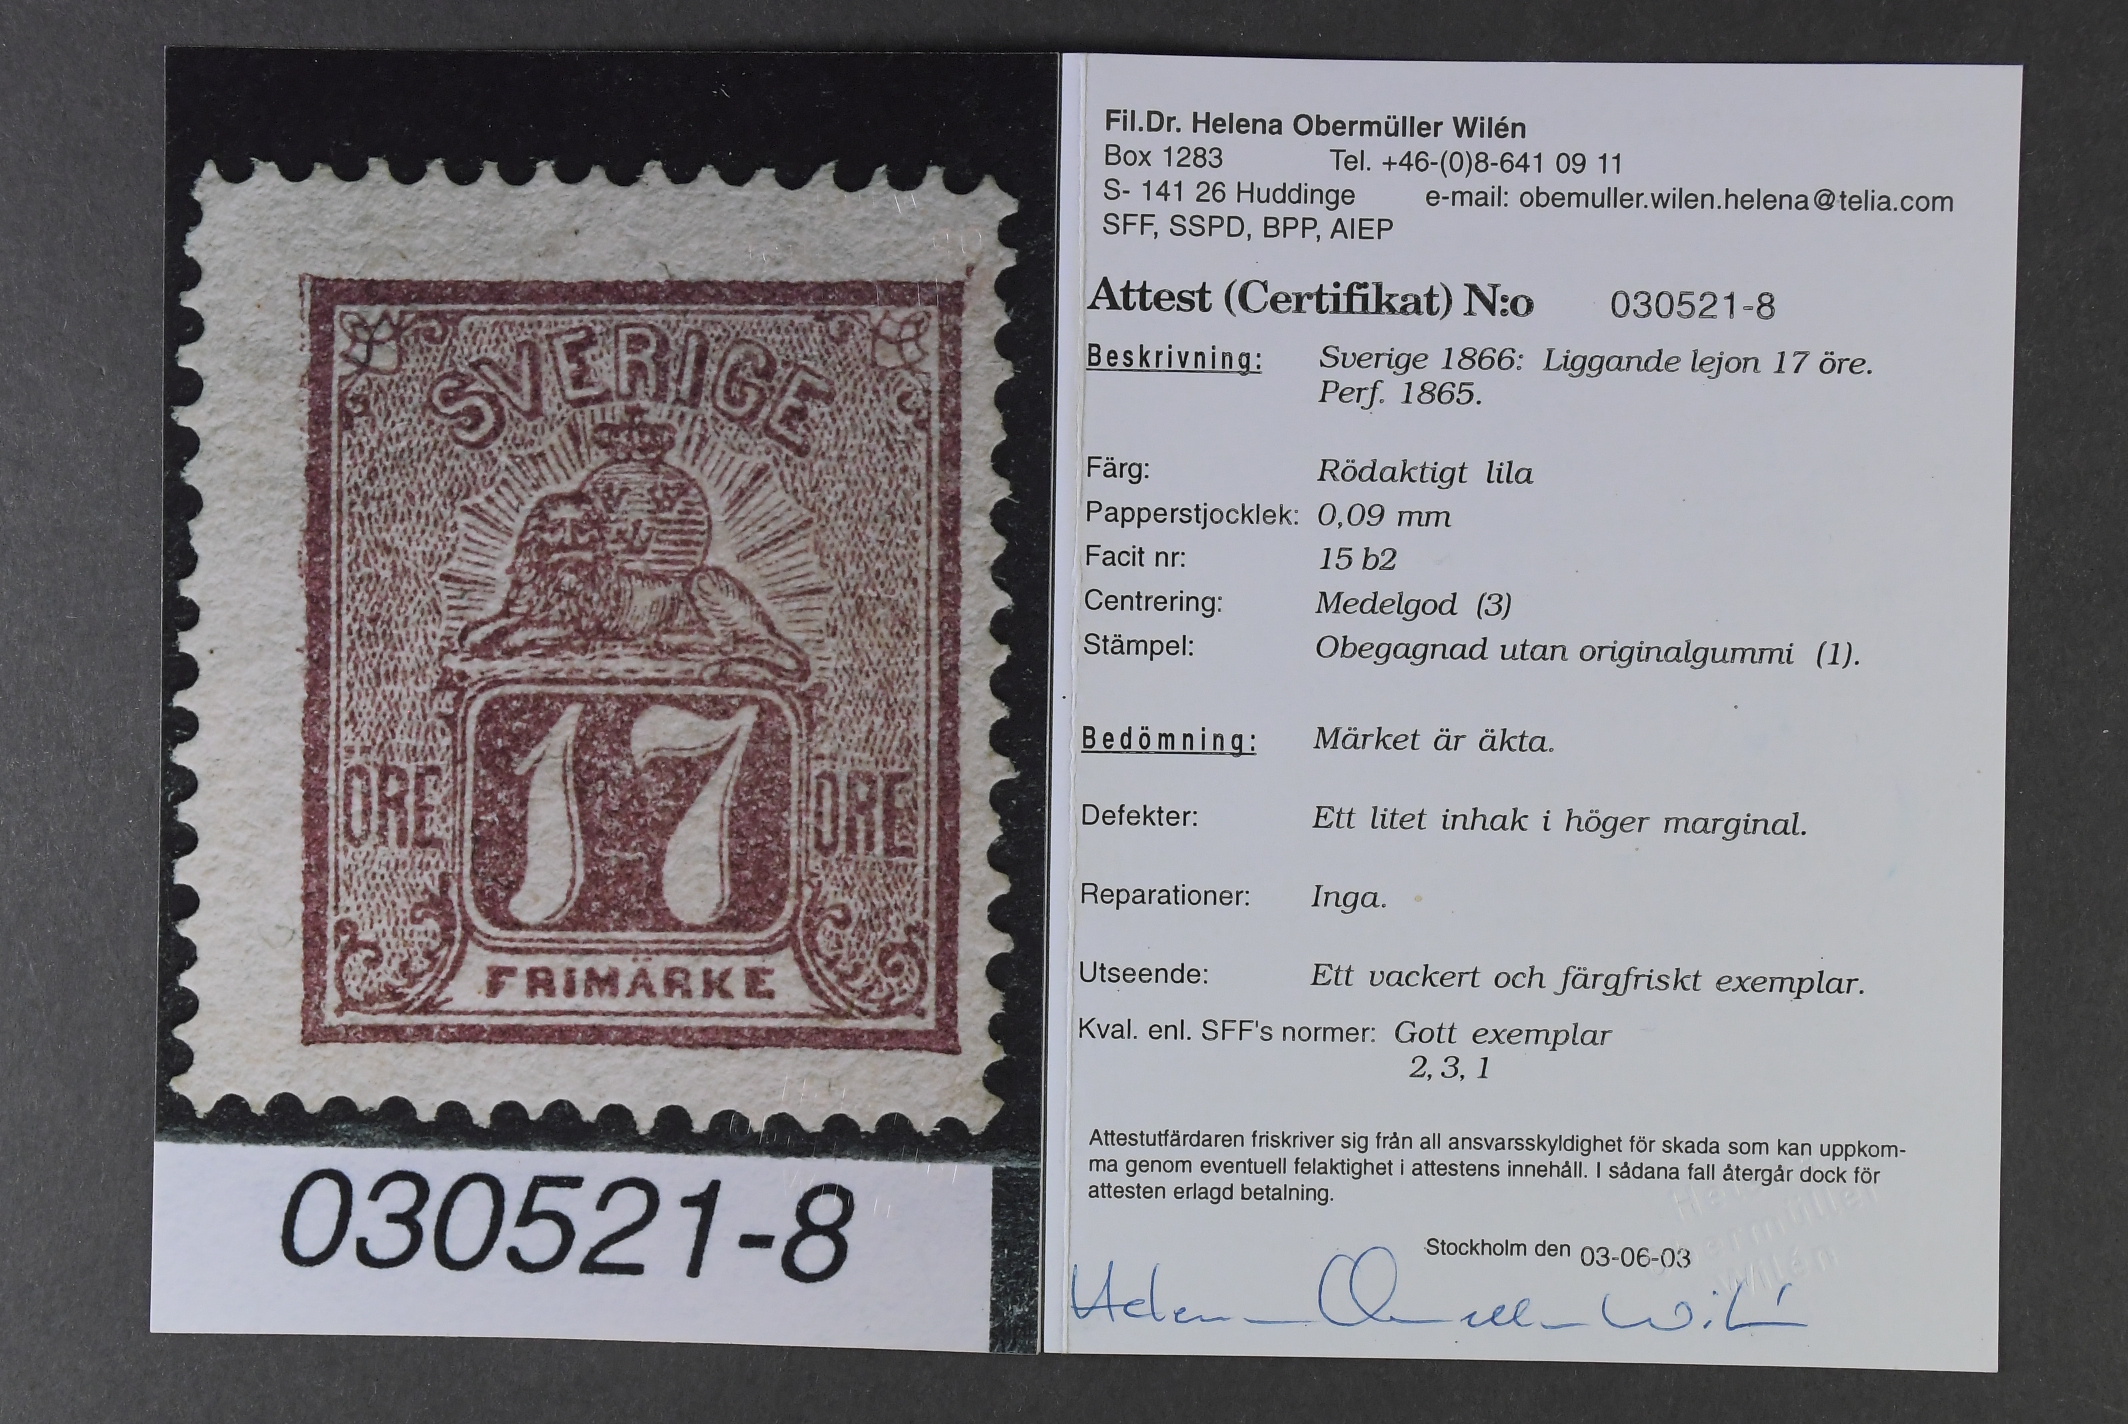 SVERIGE
ÖRE 17 ÖRE
FRIMÄRKE
030521-8
Fil.Dr. Helena Obermüller Wilén
Box 1283 Tel. +46-(0)8-641 09 11
S- 141 26 Huddinge e-mail: obemuller.wilen.helena@telia.com
SFF, SSPD, BPP, AIEP
Attest (Certifikat) N:o 030521-8
Beskrivning: Sverige 1866: Liggande lejon 17 öre.
Perf. 1865.
Färg: Rödaktigt lila
Papperstjocklek: 0,09 mm
Facit nr: 15 b2
Centrering: Medelgod (3)
Stämpel: Obegagnad utan originalgummi (1).
Bedömning: Märket är äkta.
Defekter: Ett litet inhak i höger marginal.
Reparationer: Inga.
Utseende: Ett vackert och färgfriskt exemplar.
Kval. enl. SFF's normer: Gott exemplar
2, 3, 1
Attestutfärdaren friskriver sig från all ansvarsskyldighet för skada som kan uppkom-
ma genom eventuell felaktighet i attestens innehåll. I sådana fall återgår dock för
attesten erlagd betalning.
Stockholm den 03-06-03